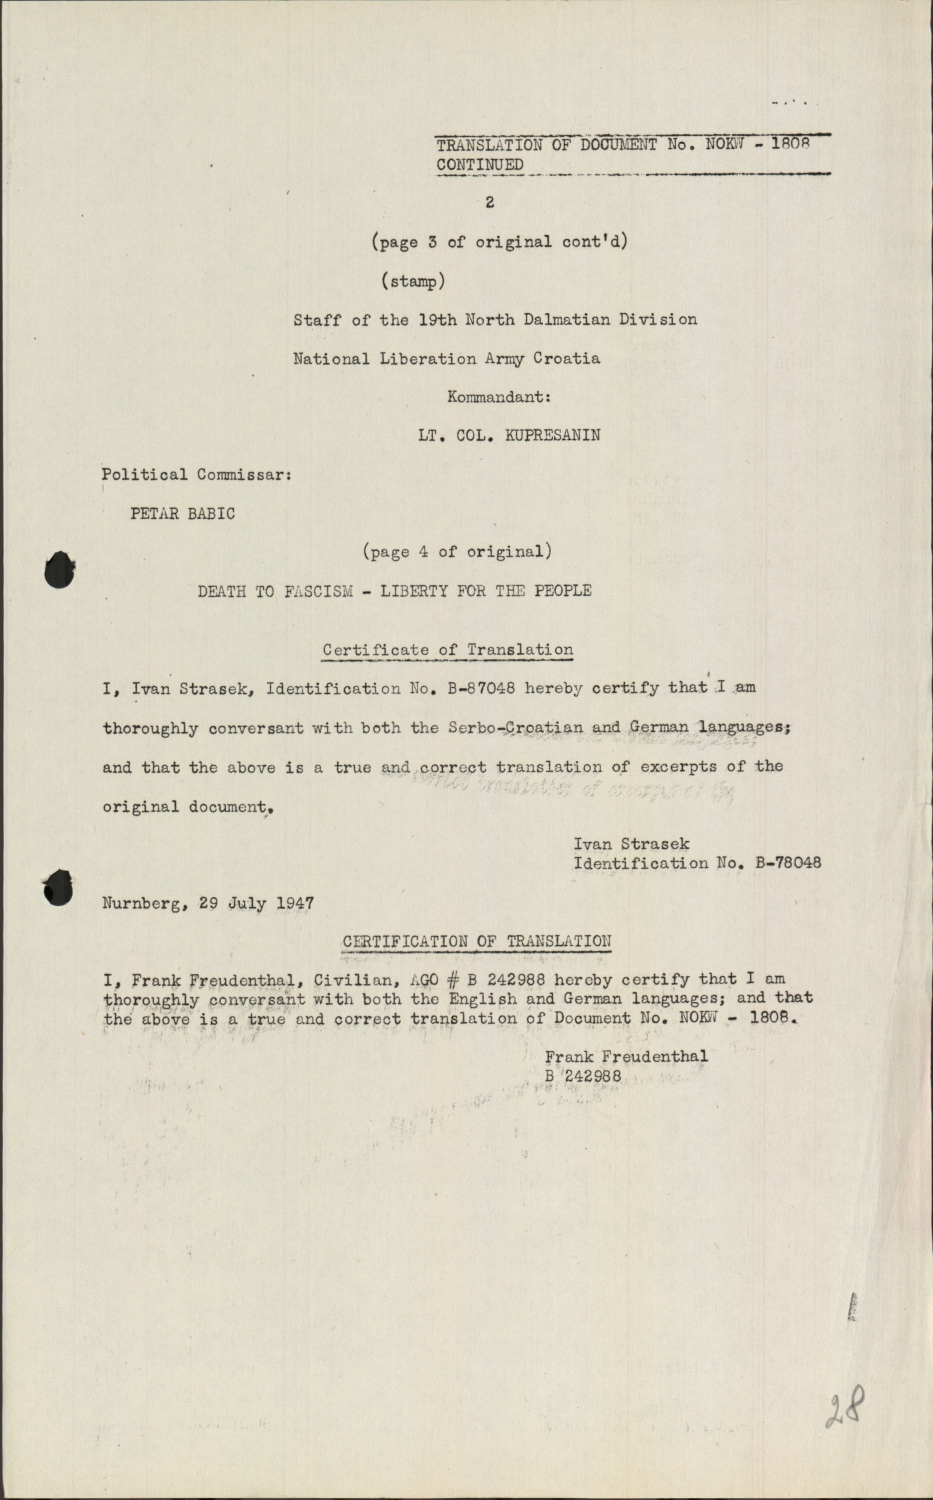 TRANSLATION OF DOCUMENT No. NOKW - 1808
CONTINUED
2
(page 3 of original cont'd)
(stamp)
Staff of the 19th North Dalmatian Division
National Liberation Army Croatia
Kommandant:
LT. COL. KUPRESANIN
Political Commissar:
PETAR BABIC
(page 4 of original)
DEATH TO FASCISM - LIBERTY FOR THE PEOPLE
Certificate of Translation
I, Ivan Strasek, Identification No. B-87048 hereby certify that I am
thoroughly conversant with both the Serbo-Croatian and German languages;
and that the above is a true and correct translation of excerpts of the
original document.
Ivan Strasek
Identification No. B-78048
Nurnberg, 29 July 1947
CERTIFICATION OF TRANSLATION
I, Frank Freudenthal, Civilian, AGO # B 242988 hereby certify that I am
thoroughly conversant with both the English and German languages; and that
the above is a true and correct translation of Document No. NOKW - 1808.
Frank Freudenthal
B 242988
28